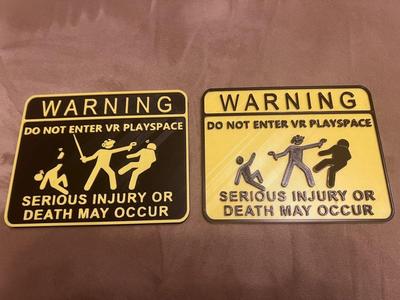 WARNING
DO NOT ENTER VR PLAYSPACE
SERIOUS INJURY OR
DEATH MAY OCCUR
WARNING
DO NOT ENTER VR PLAYSPACE
SERIOUS INJURY OR
DEATH MAY OCCUR